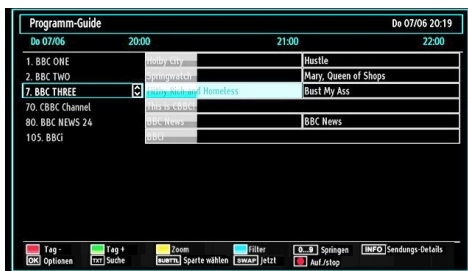 Programm-Guide Do 07/06 20:19
Do 07/06 20:00 21:00 22:00
1. BBC ONE Holby City Hustle
2. BBC TWO Springwatch Mary, Queen of Shops
7. BBC THREE Filthy Rich and Homeless Bust My Ass
70. CBBC Channel This is CBBC!
80. BBC NEWS 24 BBC News BBC News
105. BBCi BBCi
Tag - Tag + Zoom Filter 0...9 Springen INFO Sendungs-Details
OK Optionen TXT Suche SUBTTL Sparte wählen SWAP Jetzt Auf./stop